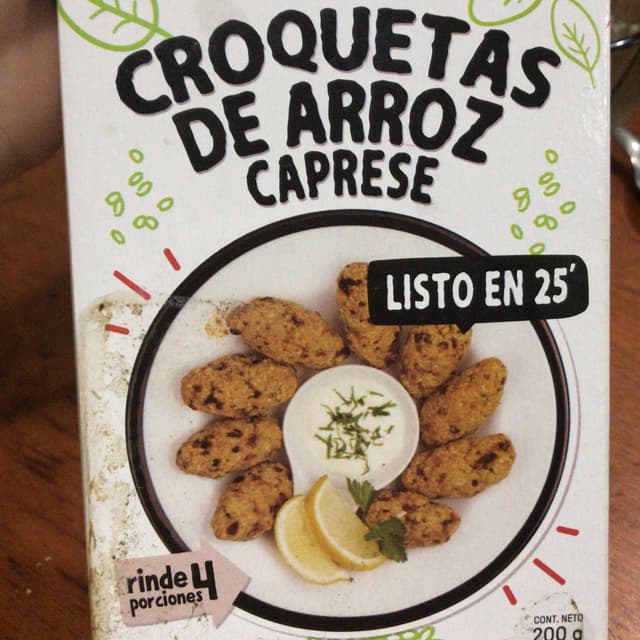 CROQUETAS
DE ARROZ
CAPRESE
LISTO EN 25'
rinde 4
porciones
CONT. NETO
200 g